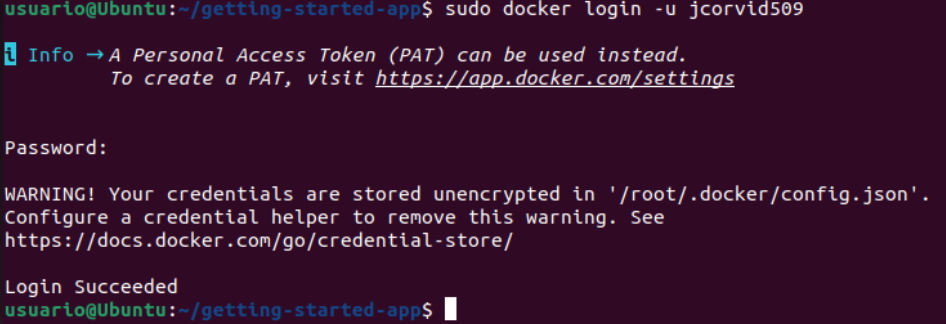 usuario@Ubuntu:~/getting-started-app$ sudo docker login -u jcorvid509
i Info → A Personal Access Token (PAT) can be used instead.
To create a PAT, visit https://app.docker.com/settings
Password:
WARNING! Your credentials are stored unencrypted in '/root/.docker/config.json'.
Configure a credential helper to remove this warning. See
https://docs.docker.com/go/credential-store/
Login Succeeded
usuario@Ubuntu:~/getting-started-app$